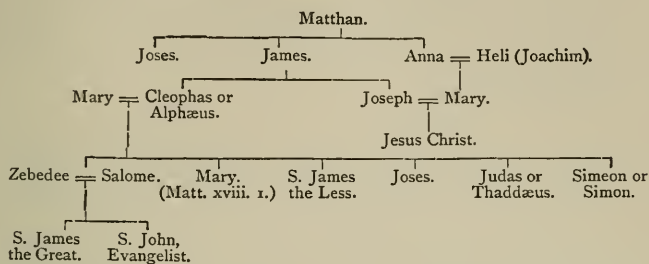 Matthan.
Joses. James. Anna = Heli (Joachim).
Mary = Cleophas or Joseph = Mary.
Alphæus.
Jesus Christ.
Zebedee = Salome. Mary. S. James Joses. Judas or Simeon or
(Matt. xviii. 1.) the Less. Thaddæus. Simon.
S. James S. John,
the Great. Evangelist.